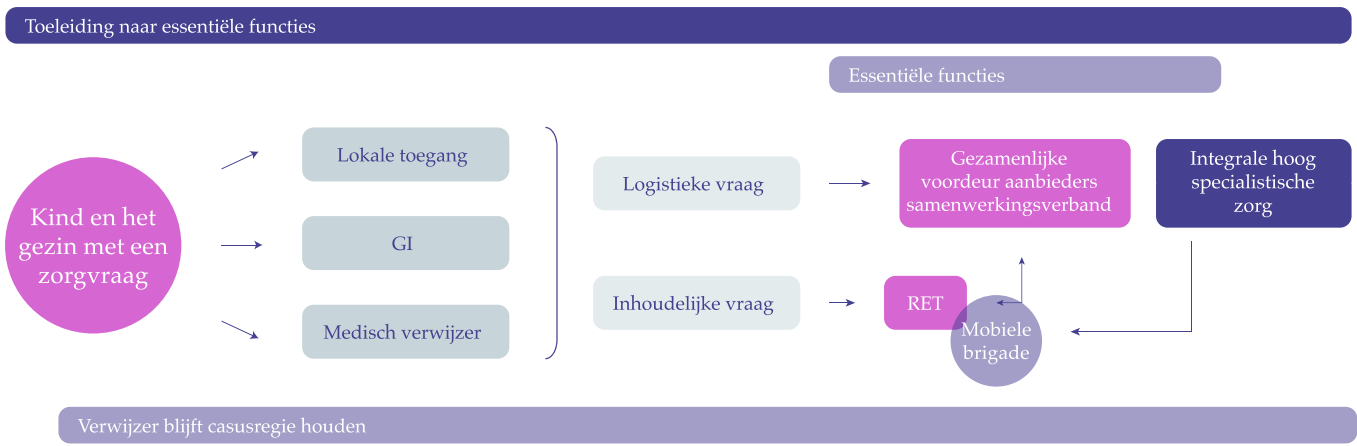 Toeleiding naar essentiële functies
Essentiële functies
Kind en het
gezin met een
zorgvraag
Lokale toegang
GI
Medisch verwijzer
Logistieke vraag
Inhoudelijke vraag
Gezamenlijke
voordeur aanbieders
samenwerkingsverband
Integrale hoog
specialistische
zorg
RET
Mobiele
brigade
Verwijzer blijft casusregie houden